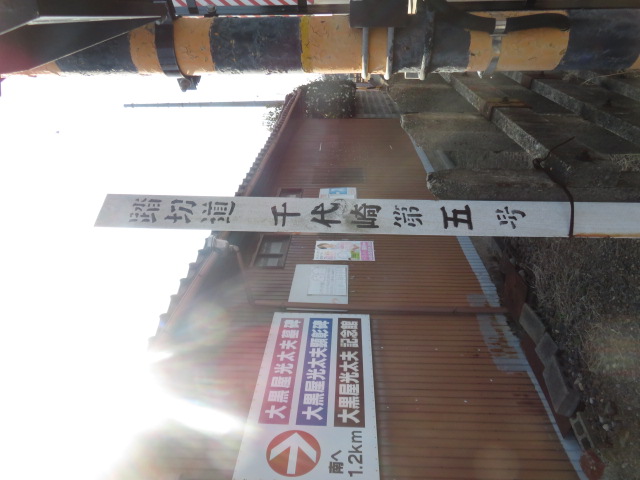 踏切道 千代崎第五号
大黒屋光太夫墓碑
大黒屋光太夫顕彰碑
大黒屋光太夫 記念館
南へ
1.2km